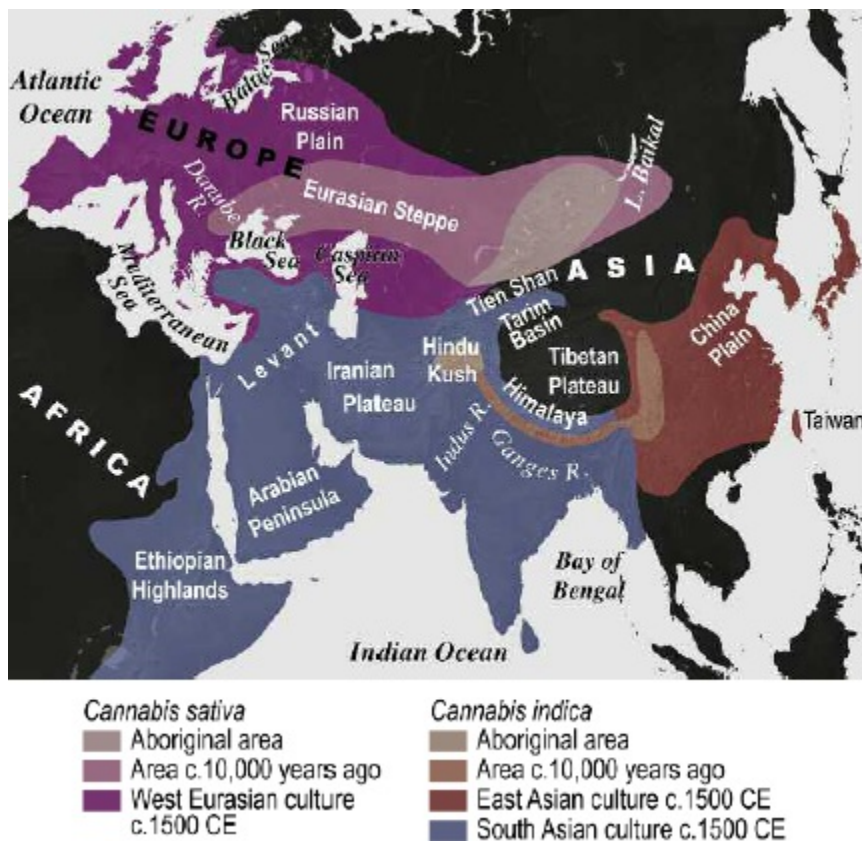 Atlantic
Ocean
Baltic Sea
Russian
Plain
EUROPE
Danube
R.
Eurasian Steppe
L. Baikal
Black
Sea
Caspian
Sea
ASIA
Mediterranean
Sea
Tien Shan
Tarim
Basin
China
Plain
Levant
Hindu
Kush
Tibetan
Plateau
Iranian
Plateau
Himalaya
Taiwan
AFRICA
Indus R.
Ganges R.
Arabian
Peninsula
Ethiopian
Highlands
Bay of
Bengal
Indian Ocean
Cannabis sativa
Aboriginal area
Area c.10,000 years ago
West Eurasian culture
c.1500 CE
Cannabis indica
Aboriginal area
Area c.10,000 years ago
East Asian culture c.1500 CE
South Asian culture c.1500 CE